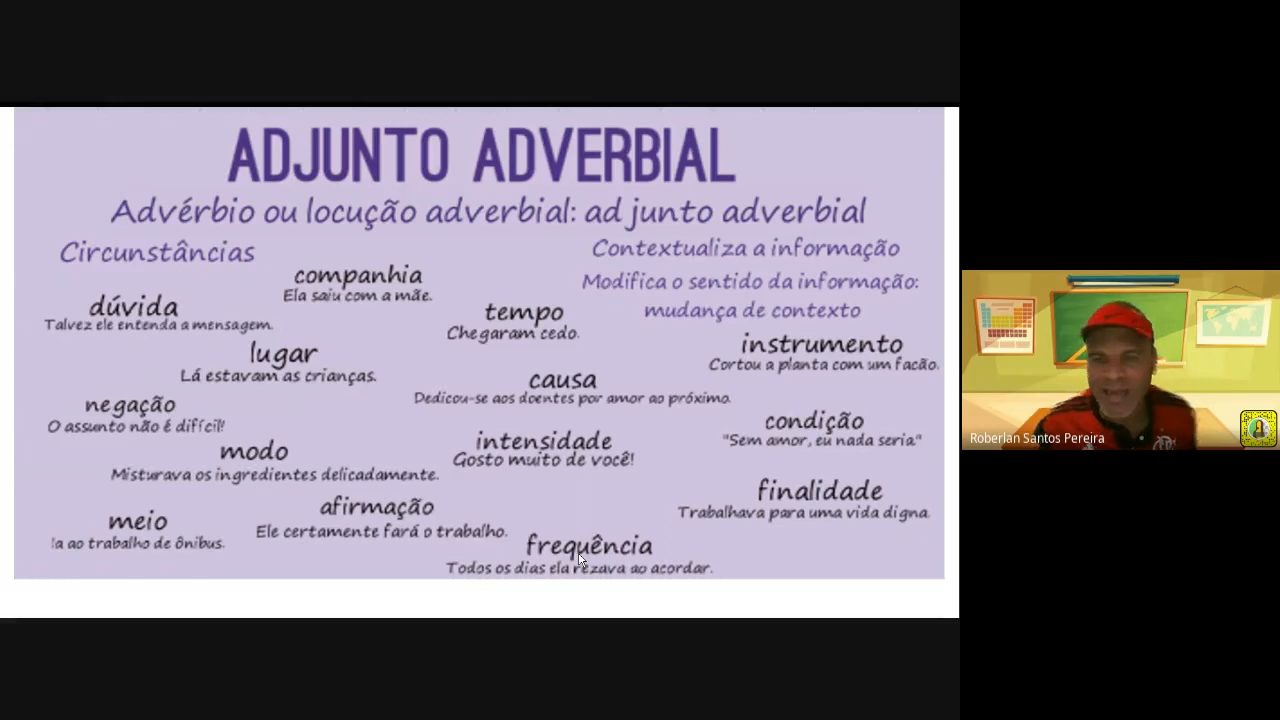 ADJUNTO ADVERBIAL
Advérbio ou locução adverbial: adjunto adverbial
Circunstâncias
Contextualiza a informação
Modifica o sentido da informação:
mudança de contexto
companhia
Ela saiu com a mãe.
dúvida
Talvez ele entenda a mensagem.
tempo
Chegaram cedo.
lugar
Lá estavam as crianças.
instrumento
Cortou a planta com um facão.
causa
Dedicou-se aos doentes por amor ao próximo.
negação
O assunto não é difícil!
condição
"Sem amor, eu nada seria"
intensidade
Gosto muito de você!
modo
Misturava os ingredientes delicadamente.
finalidade
Trabalhava para uma vida digna
afirmação
Ele certamente fará o trabalho.
meio
Ia ao trabalho de ônibus.
frequência
Todos os dias ela rezava ao acordar.
Roberlan Santos Pereira